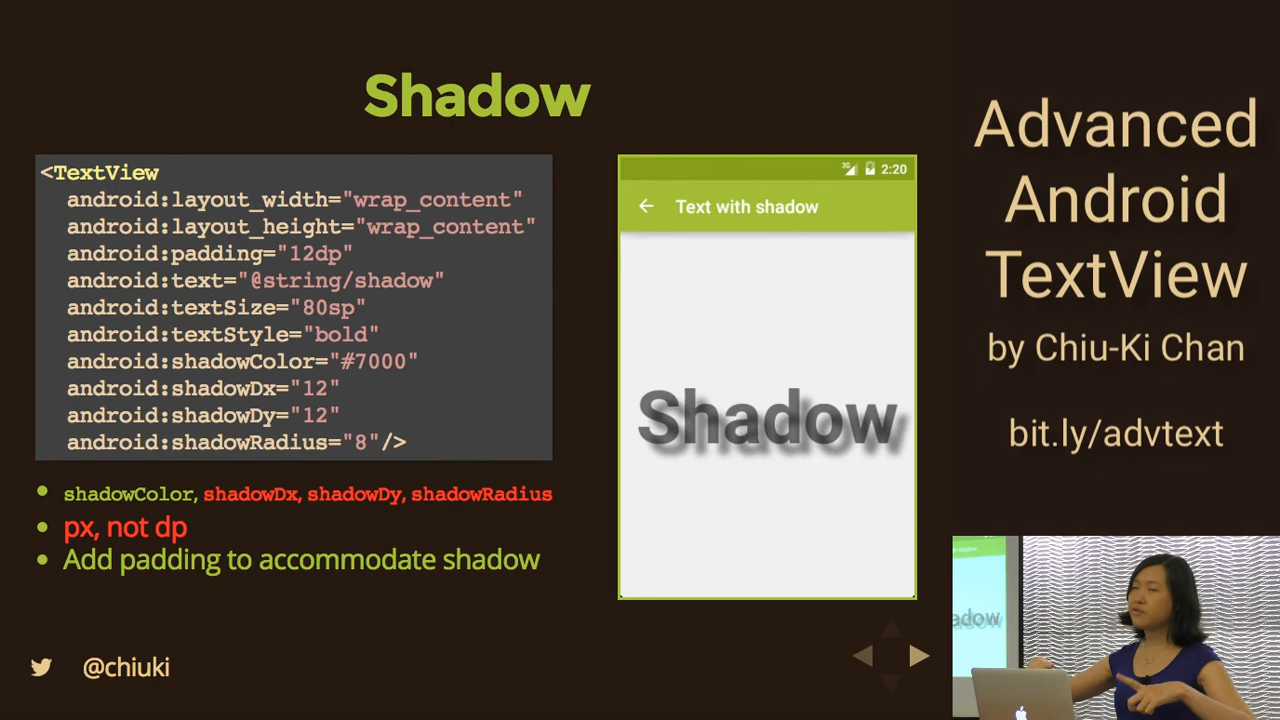 Shadow
<TextView
android:layout_width="wrap_content"
android:layout_height="wrap_content"
android:padding="12dp"
android:text="@string/shadow"
android:textSize="80sp"
android:textStyle="bold"
android:shadowColor="#7000"
android:shadowDx="12"
android:shadowDy="12"
android:shadowRadius="8"/>
shadowColor, shadowDx, shadowDy, shadowRadius
px, not dp
Add padding to accommodate shadow
@chiuki
3G 2:20
Text with shadow
Shadow
Advanced
Android
TextView
by Chiu-Ki Chan
bit.ly/advtext
adow